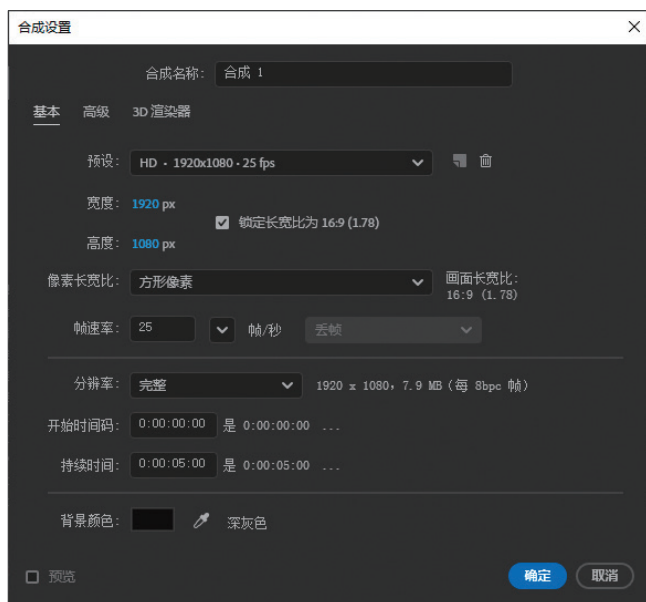 合成设置
合成名称： 合成 1
基本 高级 3D 渲染器
预设： HD · 1920x1080 · 25 fps
宽度： 1920 px
锁定长宽比为 16:9 (1.78)
高度： 1080 px
像素长宽比： 方形像素 画面长宽比：
16:9 (1.78)
帧速率： 25 帧/秒 丢帧
分辨率： 完整 1920 x 1080，7.9 MB（每 8bpc 帧）
开始时间码： 0:00:00:00 是 0:00:00:00 ...
持续时间： 0:00:05:00 是 0:00:05:00 ...
背景颜色： 深灰色
预览 确定 取消